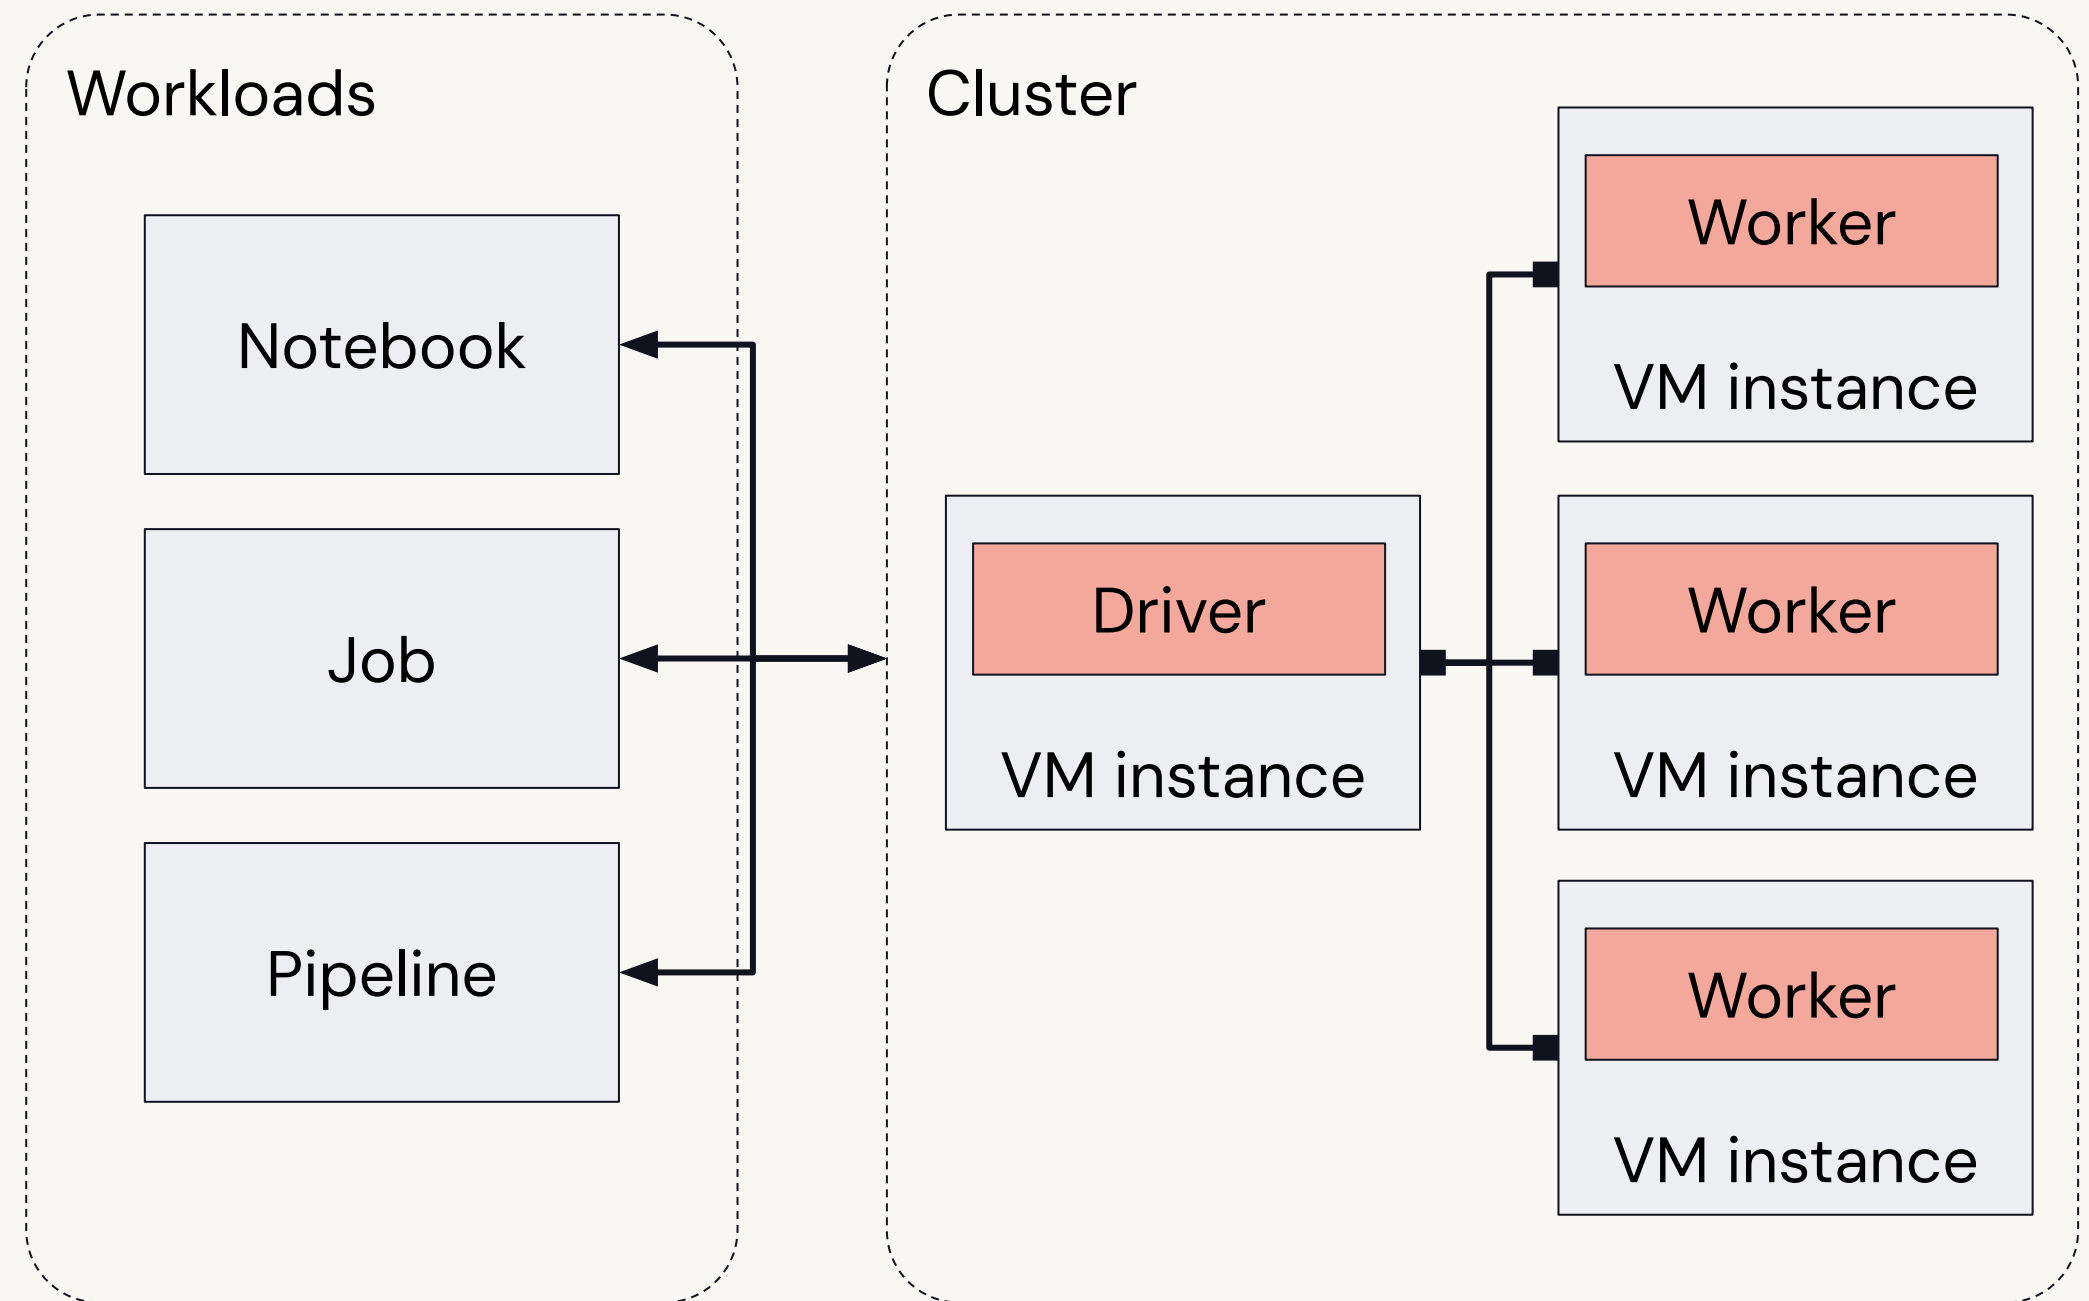 Workloads
Notebook
Job
Pipeline
Cluster
Driver
VM instance
Worker
VM instance
Worker
VM instance
Worker
VM instance